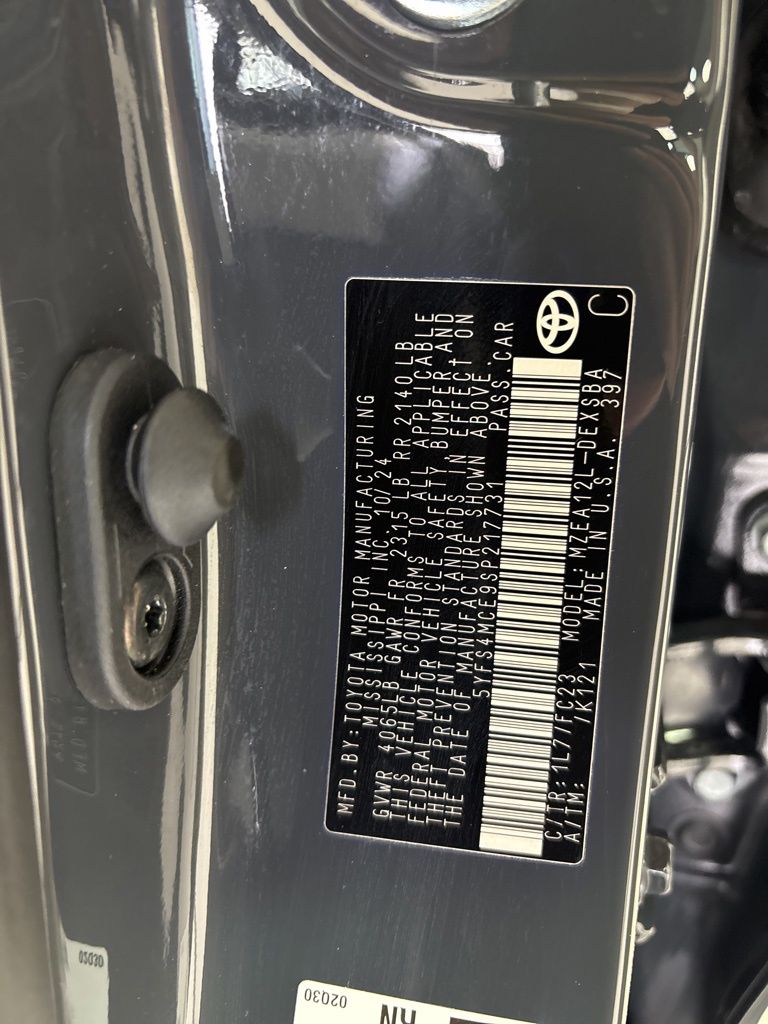 MFD.BY:TOYOTA MOTOR MANUFACTURING
MISSISSIPPI INC. 10/24
GVWR 4065LB GAWR FR 2315 LB RR 2140 LB
THIS VEHICLE CONFORMS TO ALL APPLICABLE
FEDERAL MOTOR VEHICLE SAFETY BUMPER AND
THEFT PREVENTION STANDARDS IN EFFECT ON
THE DATE OF MANUFACTURE SHOWN ABOVE.
5YFS4MCE9SP217731 PASS.CAR
C/TR:1L7/FC23 MODEL:MZEA12L-DEXSBA
A/TM: /K121 MADE IN U.S.A. 397
C
02Q30
02Q30